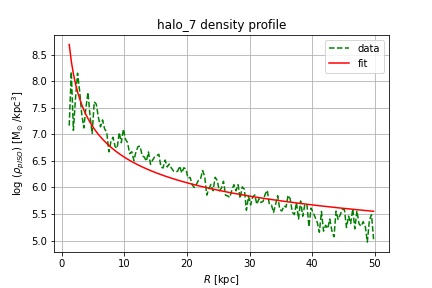 halo_7 density profile
log (ρ_pISO) [M⊙ /kpc³]
8.5
8.0
7.5
7.0
6.5
6.0
5.5
5.0
data
fit
0 10 20 30 40 50
R [kpc]